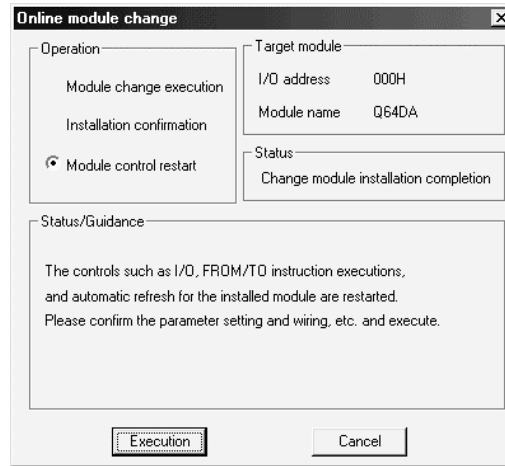 Online module change
Operation
Module change execution
Installation confirmation
Module control restart
Target module
I/O address 000H
Module name Q64DA
Status
Change module installation completion
Status/Guidance
The controls such as I/O, FROM/TO instruction executions,
and automatic refresh for the installed module are restarted.
Please confirm the parameter setting and wiring, etc. and execute.
Execution
Cancel